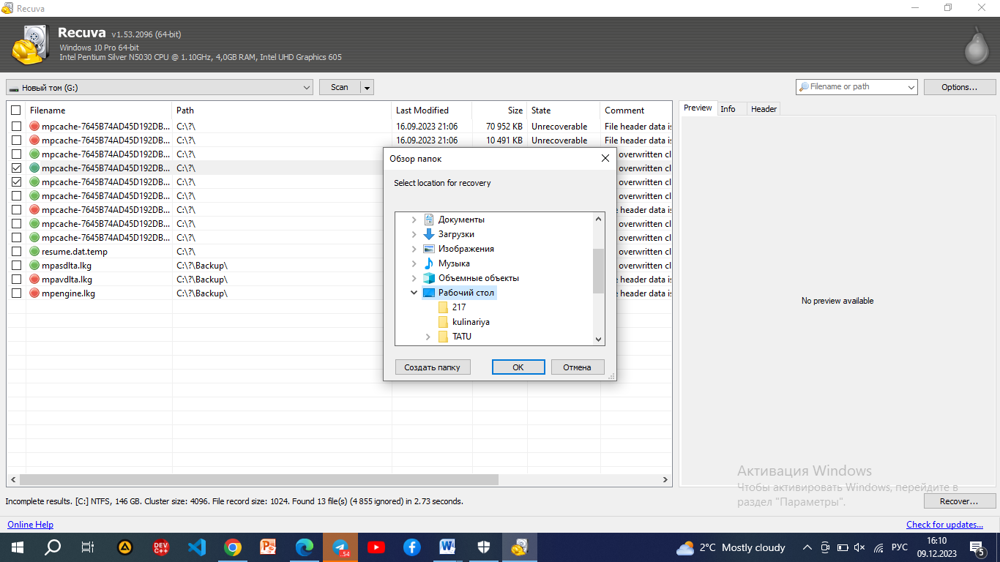 Recuva
Recuva v1.53.2096 (64-bit)
Windows 10 Pro 64-bit
Intel Pentium Silver N5030 CPU @ 1.10GHz, 4,0GB RAM, Intel UHD Graphics 605
Новый том (G:)
Scan
Filename or path
Options...
Filename Path Last Modified Size State Comment
mpcache-7645B74AD45D192DB... C:\?\ 16.09.2023 21:06 70 952 KB Unrecoverable File header data is
mpcache-7645B74AD45D192DB... C:\?\ 16.09.2023 21:06 10 491 KB Unrecoverable File header data is
mpcache-7645B74AD45D192DB... C:\?\ overwritten cl
mpcache-7645B74AD45D192DB... C:\?\ overwritten cl
mpcache-7645B74AD45D192DB... C:\?\ overwritten cl
mpcache-7645B74AD45D192DB... C:\?\ overwritten cl
mpcache-7645B74AD45D192DB... C:\?\ header data is
mpcache-7645B74AD45D192DB... C:\?\ overwritten cl
mpcache-7645B74AD45D192DB... C:\?\ overwritten cl
resume.dat.temp C:\?\ overwritten cl
mpasdlta.lkg C:\?\Backup\ overwritten cl
mpavdlta.lkg C:\?\Backup\ header data is
mpengine.lkg C:\?\Backup\ header data is
Обзор папок
Select location for recovery
Документы
Загрузки
Изображения
Музыка
Объемные объекты
Рабочий стол
217
kulinariya
TATU
Создать папку
ОК
Отмена
Preview
Info
Header
No preview available
Активация Windows
Чтобы активировать Windows, перейдите в
раздел "Параметры".
Incomplete results. [C:] NTFS, 146 GB. Cluster size: 4096. File record size: 1024. Found 13 file(s) (4 855 ignored) in 2.73 seconds.
Recover...
Online Help
Check for updates...
DEV C++
54
2°C Mostly cloudy
РУС
16:10
09.12.2023
5